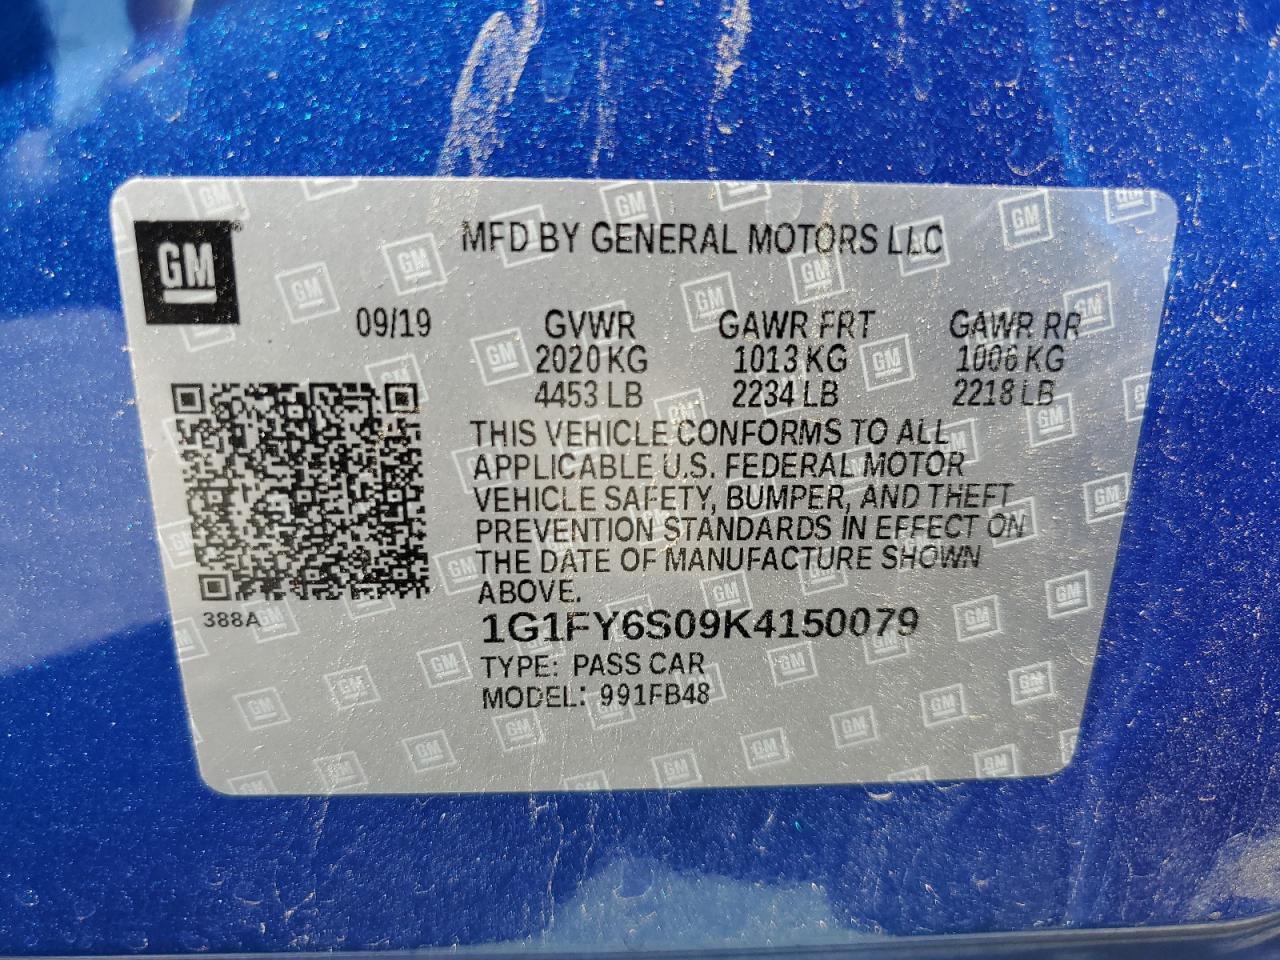 GM
MFD BY GENERAL MOTORS LLC
09/19 GVWR GAWR FRT GAWR RR
2020 KG 1013 KG 1006 KG
4453 LB 2234 LB 2218 LB
THIS VEHICLE CONFORMS TO ALL
APPLICABLE U.S. FEDERAL MOTOR
VEHICLE SAFETY, BUMPER, AND THEFT
PREVENTION STANDARDS IN EFFECT ON
THE DATE OF MANUFACTURE SHOWN
ABOVE.
388A
1G1FY6S09K4150079
TYPE: PASS CAR
MODEL: 991FB48